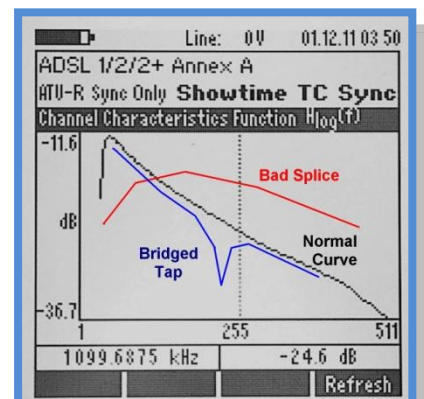 Line: 0V 01.12.11 03 50
ADSL 1/2/2+ Annex A
ATU-R Sync Only Showtime TC Sync
Channel Characteristics Function Hlog(f)
-11.6
Bad Splice
dB
Bridged Tap
Normal Curve
-36.7
1 255 511
1099.6875 kHz -24.6 dB
Refresh